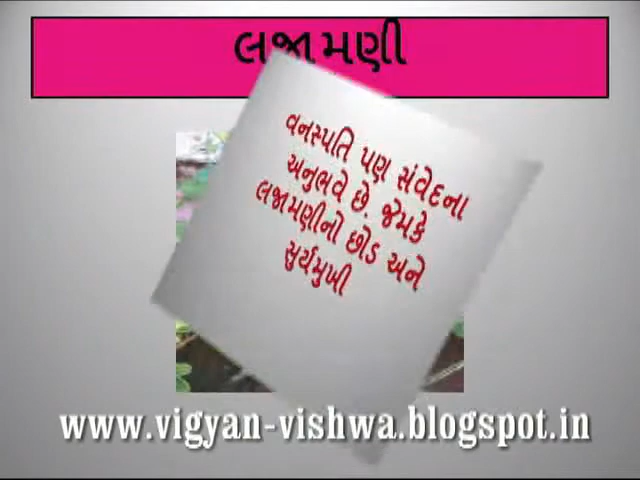 લજામણી
વનસ્પતિ પણ સંવેદના
અનુભવે છે. જેમકે
લજામણીનો છોડ અને
સુર્યમુખી
www.vigyan-vishwa.blogspot.in